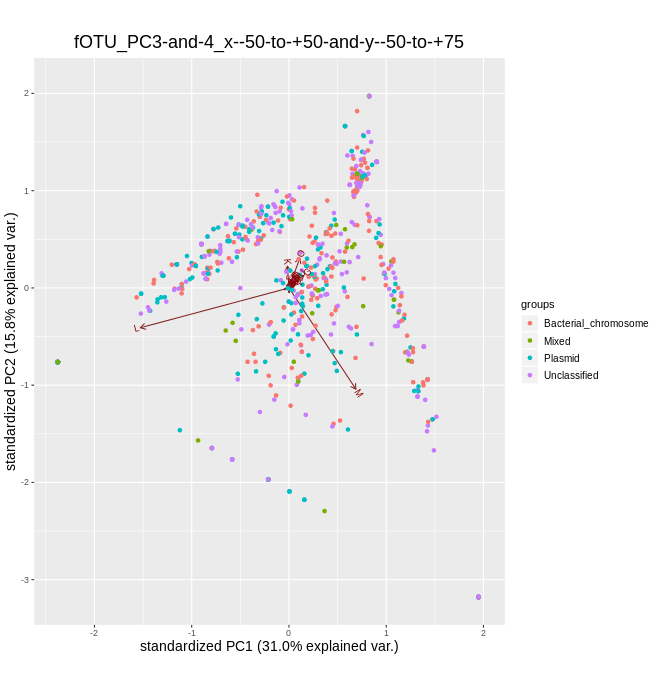 fOTU_PC3-and-4_x--50-to-+50-and-y--50-to-+75
standardized PC2 (15.8% explained var.)
2
1
0
-1
-2
-3
K
L
M
-2
-1
0
1
2
standardized PC1 (31.0% explained var.)
groups
Bacterial_chromosome
Mixed
Plasmid
Unclassified